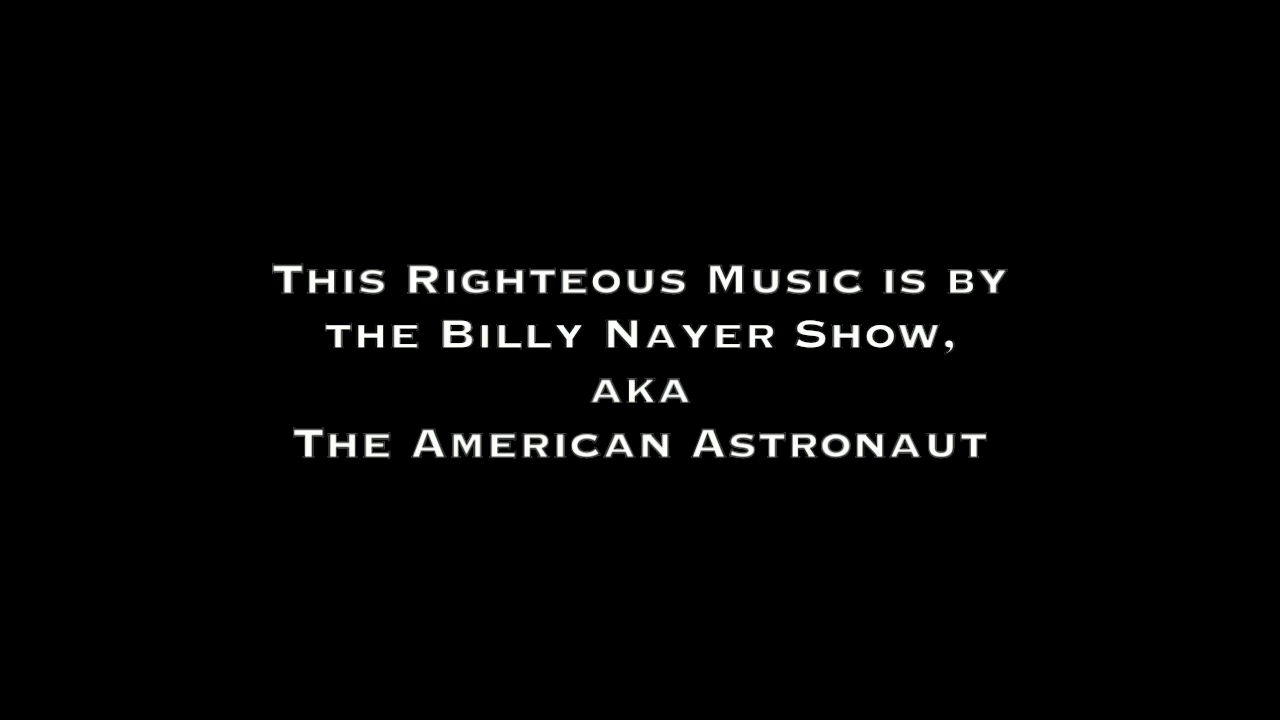 This Righteous Music is by
the Billy Nayer Show,
aka
The American Astronaut